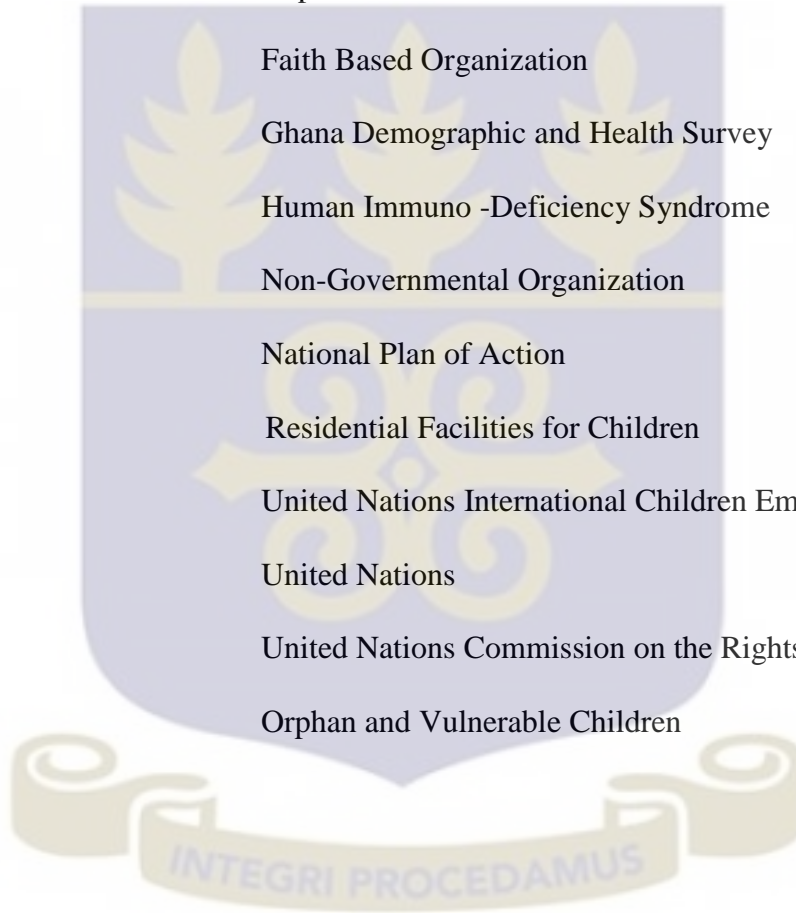 Faith Based Organization
Ghana Demographic and Health Survey
Human Immuno -Deficiency Syndrome
Non-Governmental Organization
National Plan of Action
Residential Facilities for Children
United Nations International Children
United Nations
United Nations Commission on the Rights
Orphan and Vulnerable Children
INTEGRI PROCEDAMUS